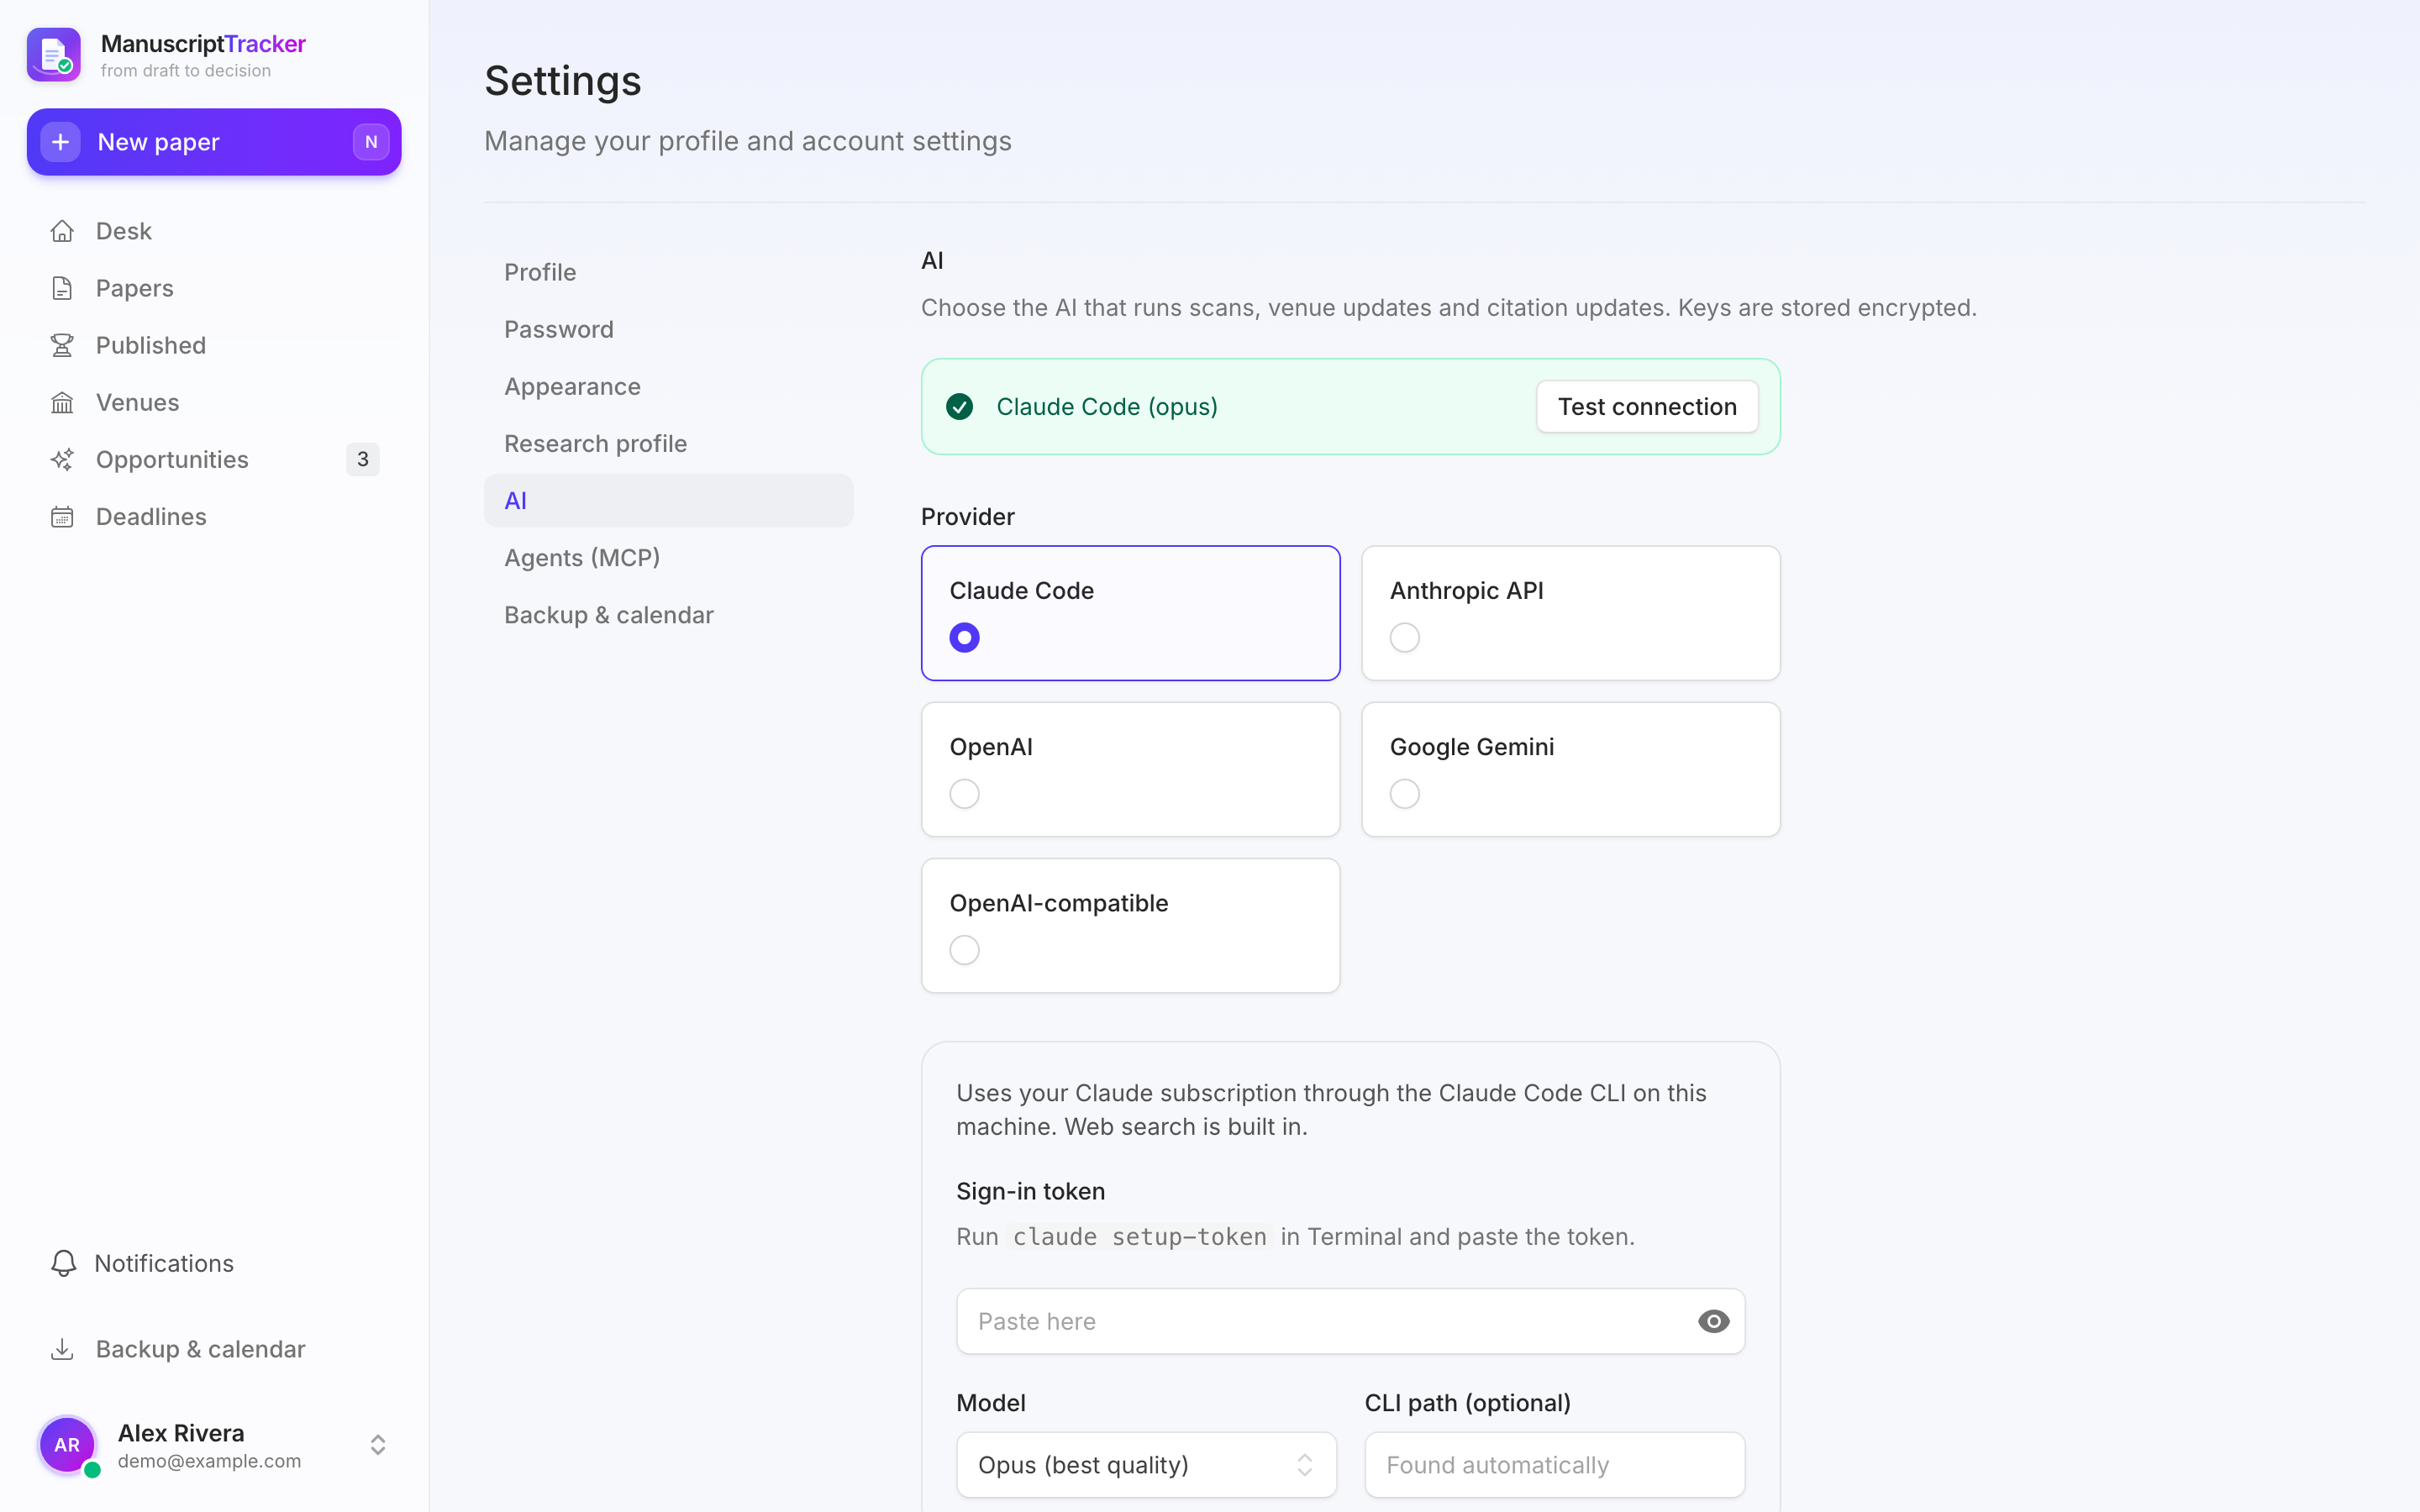 ManuscriptTracker
from draft to decision
New paper
N
Desk
Papers
Published
Venues
Opportunities
3
Deadlines
Notifications
Backup & calendar
AR
Alex Rivera
demo@example.com
Settings
Manage your profile and account settings
Profile
Password
Appearance
Research profile
AI
Agents (MCP)
Backup & calendar
AI
Choose the AI that runs scans, venue updates and citation updates. Keys are stored encrypted.
Claude Code (opus)
Test connection
Provider
Claude Code
Anthropic API
OpenAI
Google Gemini
OpenAI-compatible
Uses your Claude subscription through the Claude Code CLI on this
machine. Web search is built in.
Sign-in token
Run claude setup-token in Terminal and paste the token.
Paste here
Model
CLI path (optional)
Opus (best quality)
Found automatically